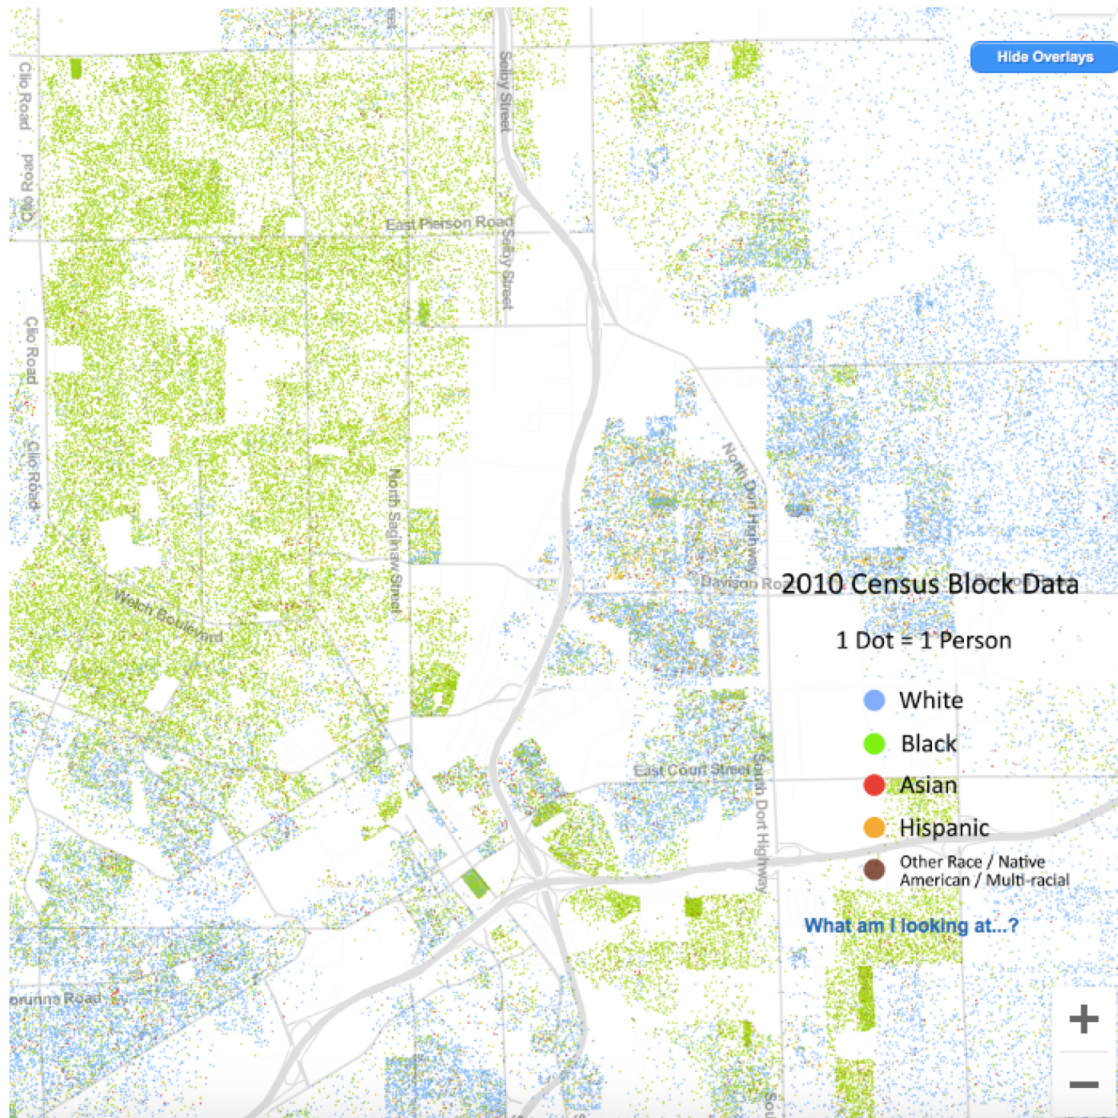 Hide Overlays
Clio Road
Selby Street
Clio Road
East Pierson Road
Selby Street
Clio Road
Clio Road
North Saginaw Street
North Dort Highway
Davison Road
2010 Census Block Data
1 Dot = 1 Person
Welch Boulevard
White
Black
East Court Street
South Dort Highway
Asian
Hispanic
Other Race / Native
American / Multi-racial
What am I looking at...?
orunna Road
+
−